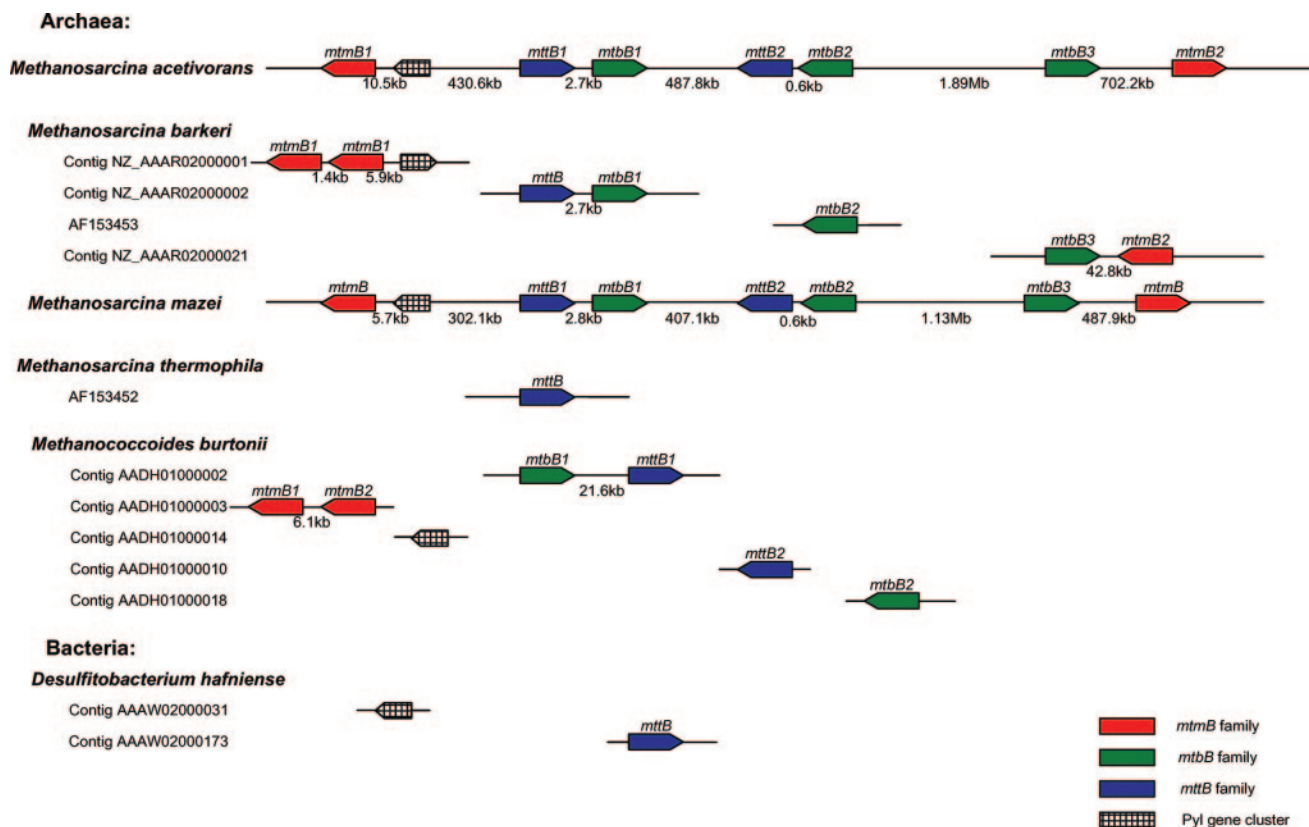 Archaea:
mtmB1 mttB1 mtbB1 mttB2 mtbB2 mtbB3 mtmB2
Methanosarcina acetivorans
10.5kb 430.6kb 2.7kb 487.8kb 0.6kb 1.89Mb 702.2kb
Methanosarcina barkeri
mtmB1 mtmB1
Contig NZ_AAAR02000001
1.4kb 5.9kb
mttB mtbB1
Contig NZ_AAAR02000002
2.7kb
mtbB2
AF153453
mtbB3 mtmB2
Contig NZ_AAAR02000021
42.8kb
mtmB mttB1 mtbB1 mttB2 mtbB2 mtbB3 mtmB
Methanosarcina mazei
5.7kb 302.1kb 2.8kb 407.1kb 0.6kb 1.13Mb 487.9kb
Methanosarcina thermophila
mttB
AF153452
Methanococcoides burtonii
mtbB1 mttB1
Contig AADH01000002
21.6kb
mtmB1 mtmB2
Contig AADH01000003
6.1kb
Contig AADH01000014
mttB2
Contig AADH01000010
mtbB2
Contig AADH01000018
Bacteria:
Desulfitobacterium hafniense
Contig AAAW02000031
mttB
Contig AAAW02000173
mtmB family
mtbB family
mttB family
Pyl gene cluster